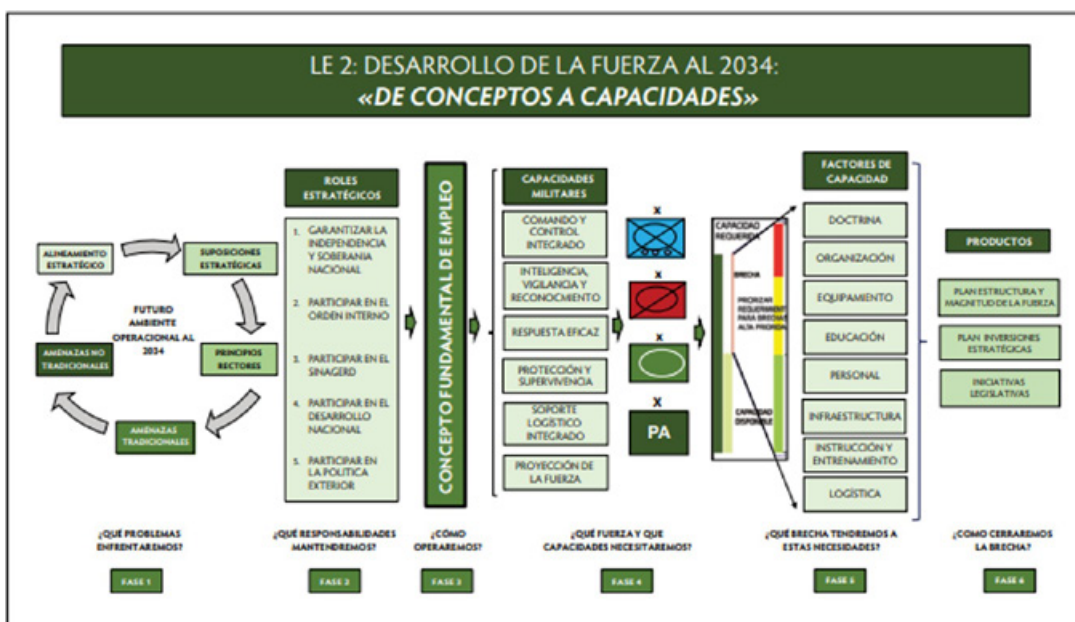 LE 2: DESARROLLO DE LA FUERZA AL 2034:
«DE CONCEPTOS A CAPACIDADES»
ALINEAMIENTO
ESTRATÉGICO
SUPOSICIONES
ESTRATÉGICAS
FUTURO
AMBIENTE
OPERACIONAL AL
2034
AMENAZAS NO
TRADICIONALES
PRINCIPIOS
RECTORES
AMENAZAS
TRADICIONALES
¿QUÉ PROBLEMAS
ENFRENTAREMOS?
FASE 1
ROLES
ESTRATÉGICOS
1. GARANTIZAR LA
INDEPENDENCIA
Y SOBERANIA
NACIONAL
2. PARTICIPAR EN EL
ORDEN INTERNO
3. PARTICIPAR EN EL
SINAGERD
4. PARTICIPAR EN EL
DESARROLLO
NACIONAL
5. PARTICIPAR EN
LA POLITICA
EXTERIOR
¿QUÉ RESPONSABILIDADES
MANTENDREMOS?
FASE 2
CONCEPTO FUNDAMENTAL DE EMPLEO
¿CÓMO
OPERAREMOS?
FASE 3
CAPACIDADES
MILITARES
COMANDO Y
CONTROL
INTEGRADO
INTELIGENCIA,
VIGILANCIA Y
RECONOCMIENTO
RESPUESTA EFICAZ
PROTECCIÓN Y
SUPERVIVENCIA
SOPORTE
LOGÍSTICO
INTEGRADO
PROYECCIÓN DE
LA FUERZA
X
X
X
X
PA
¿QUÉ FUERZA Y QUE
CAPACIDADES NECESITAREMOS?
FASE 4
CAPACIDAD
REQUERIDA
BRECHA
PRIORIZAR
PARA BRECHAS
ALTA
CAPACIDAD
DISPONIBLE
FACTORES DE
CAPACIDAD
DOCTRINA
ORGANIZACIÓN
EQUIPAMIENTO
EDUCACIÓN
PERSONAL
INFRAESTRUCTURA
INSTRUCCIÓN Y
ENTRENAMIENTO
LOGÍSTICA
¿QUÉ BRECHA TENDREMOS A
ESTAS NECESIDADES?
FASE 5
PRODUCTOS
PLAN ESTRUCTURA Y
MAGNITUD DE LA FUERZA
PLAN INVERSIONES
ESTRATÉGICAS
INICIATIVAS
LEGISLATIVAS
¿COMO CERRAREMOS
LA BRECHA?
FASE 6